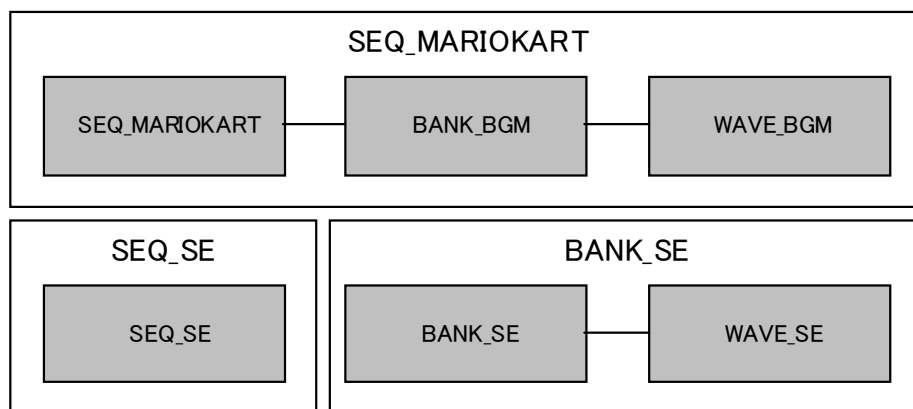 SEQ_MARIOKART
SEQ_MARIOKART
BANK_BGM
WAVE_BGM
SEQ_SE
SEQ_SE
BANK_SE
BANK_SE
WAVE_SE